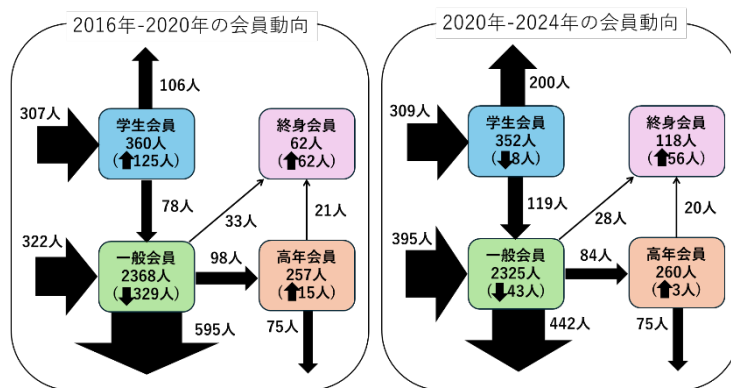 2016年-2020年の会員動向
106人
307人
学生会員
360人
(⬆125人)
終身会員
62人
(⬆62人)
78人
33人
21人
322人
一般会員
2368人
(⬇329人)
98人
高年会員
257人
(⬆15人)
595人
75人
2020年-2024年の会員動向
200人
309人
学生会員
352人
(⬇8人)
終身会員
118人
(⬆56人)
119人
28人
20人
395人
一般会員
2325人
(⬇43人)
84人
高年会員
260人
(⬆3人)
442人
75人